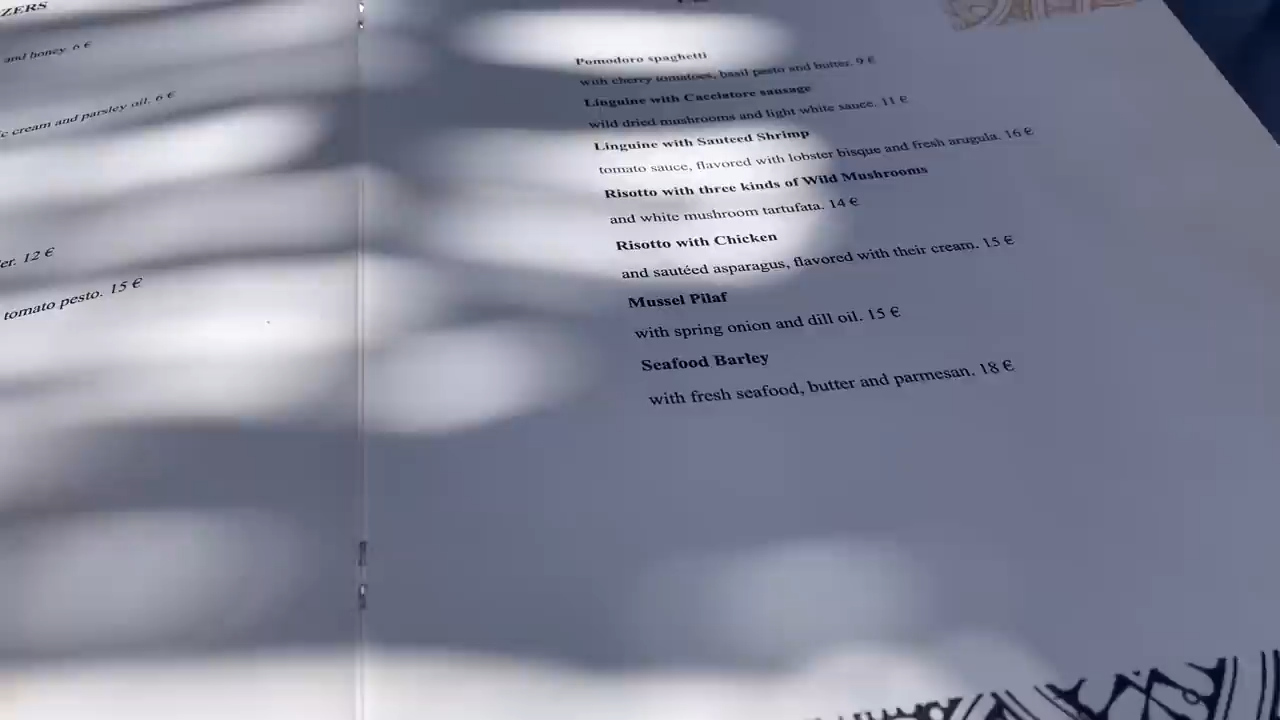 ZERS
and honey. 6 €
cream and parsley oil. 6 €
er. 12 €
tomato pesto. 15 €
Pomodoro spaghetti
with cherry tomatoes, basil pesto and butter. 9 €
Linguine with Cacciatore sausage
wild dried mushrooms and light white sauce. 11 €
Linguine with Sauteed Shrimp
tomato sauce, flavored with lobster bisque and fresh arugula. 16 €
Risotto with three kinds of Wild Mushrooms
and white mushroom tartufata. 14 €
Risotto with Chicken
and sautéed asparagus, flavored with their cream. 15 €
Mussel Pilaf
with spring onion and dill oil. 15 €
Seafood Barley
with fresh seafood, butter and parmesan. 18 €